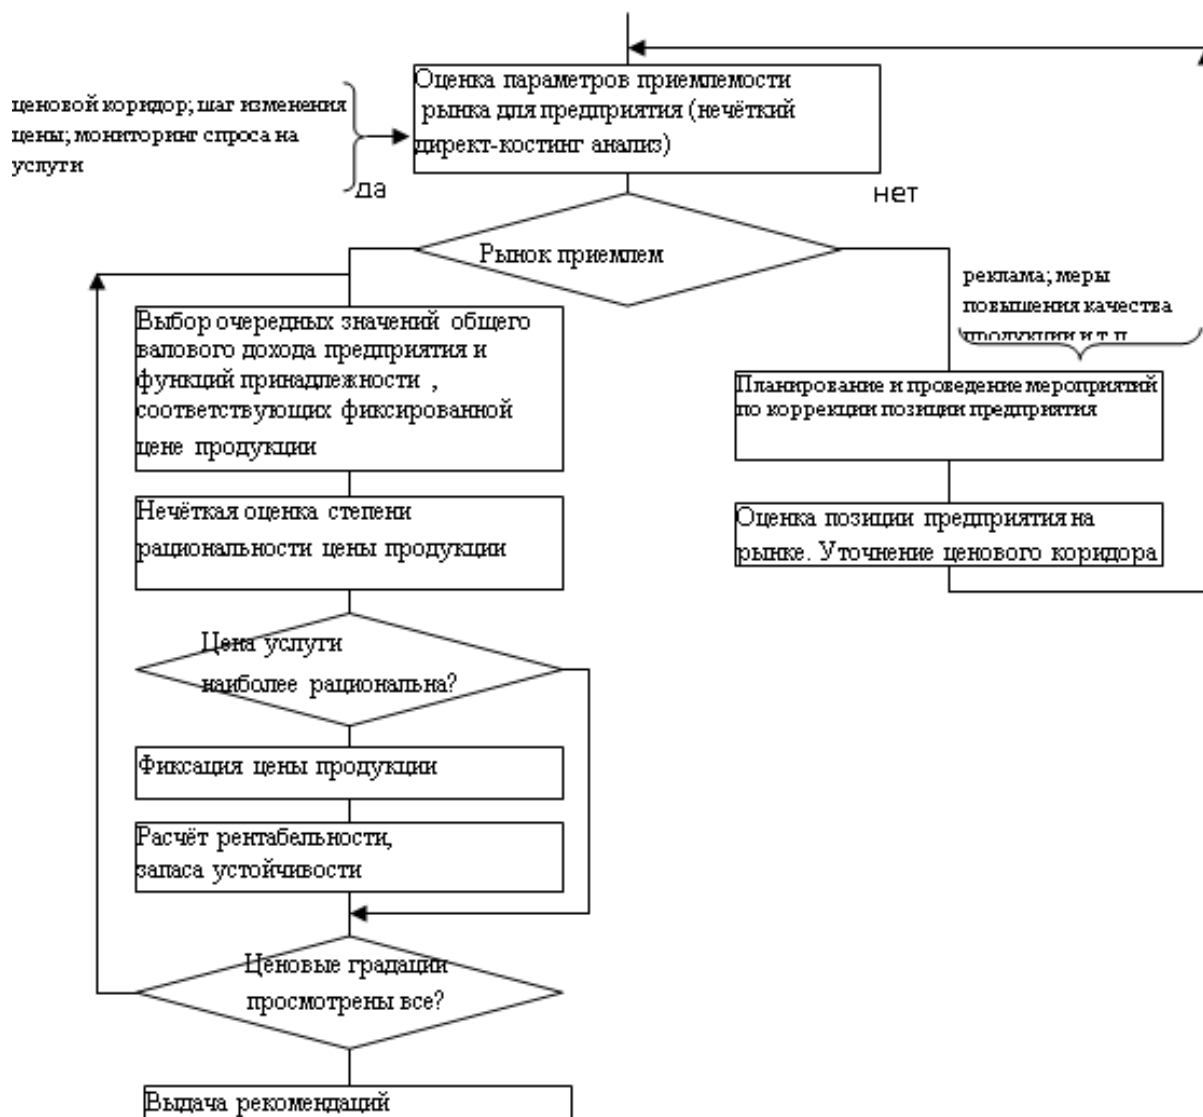 Оценка параметров приемлемости
рынка для предприятия (нечёткий
директ-костинг анализ)
ценовой коридор; шаг изменения
цены; мониторинг спроса на
услуги
да
нет
Рынок приемлем
реклама; меры
повышения качества
продукции и т.п
Выбор очередных значений общего
валового дохода предприятия и
функций принадлежности ,
соответствующих фиксированной
цене продукции
Планирование и проведение мероприятий
по коррекции позиции предприятия
Нечёткая оценка степени
рациональности цены продукции
Оценка позиции предприятия на
рынке. Уточнение ценового коридора
Цена услуги
наиболее рациональна?
Фиксация цены продукции
Расчёт рентабельности,
запаса устойчивости
Ценовые градации
просмотрены все?
Выдача рекомендаций